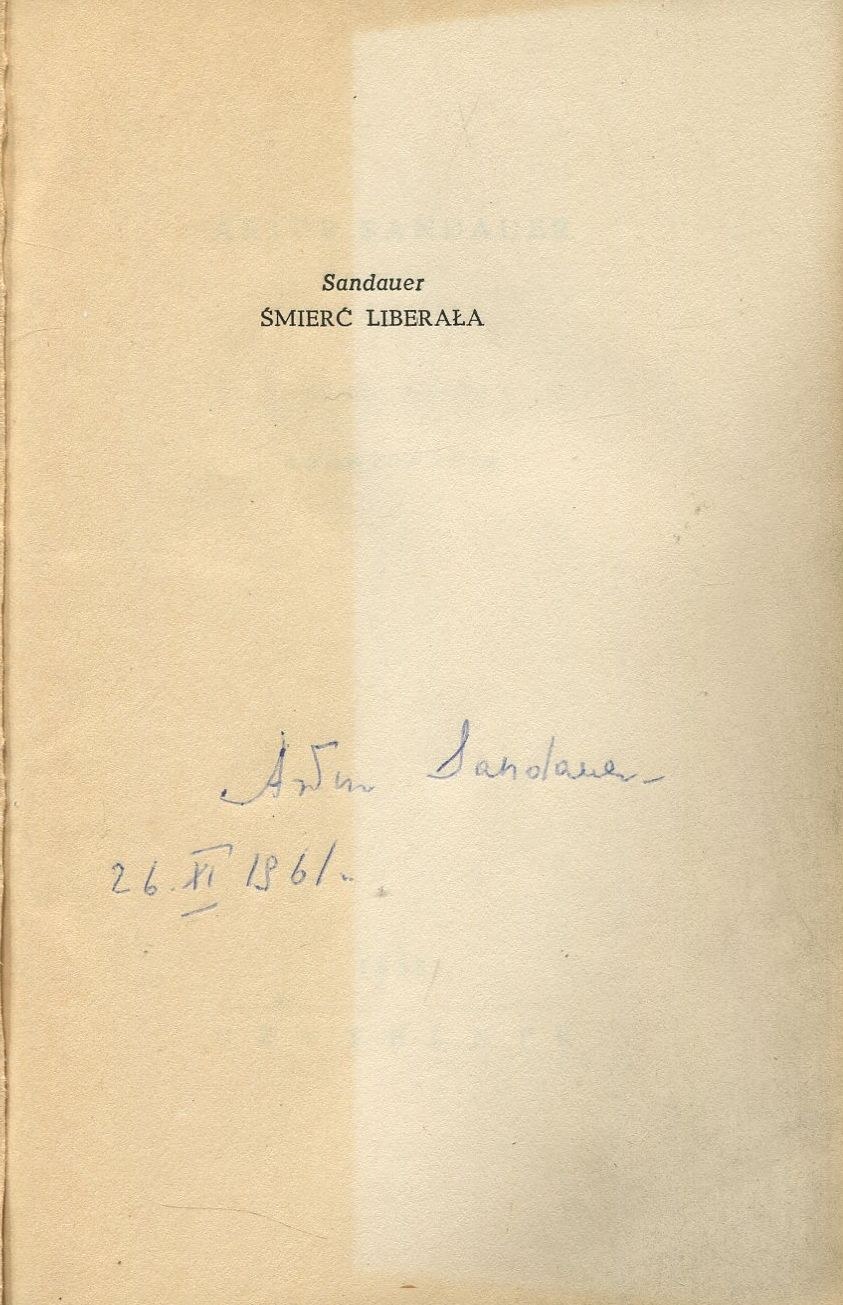 Sandauer
ŚMIERĆ LIBERAŁA
Artur Sandauer
26. XI 1961.